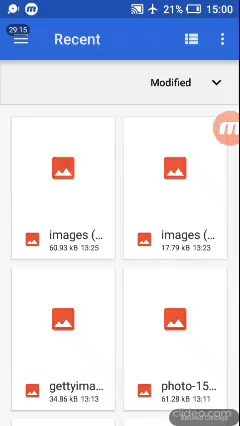 21% 15:00
29:15
Recent
Modified
images (...
60.93 kB 13:25
images (...
17.79 kB 13:23
gettyima...
34.86 kB 13:13
photo-15...
61.28 kB 13:11
clideo.com